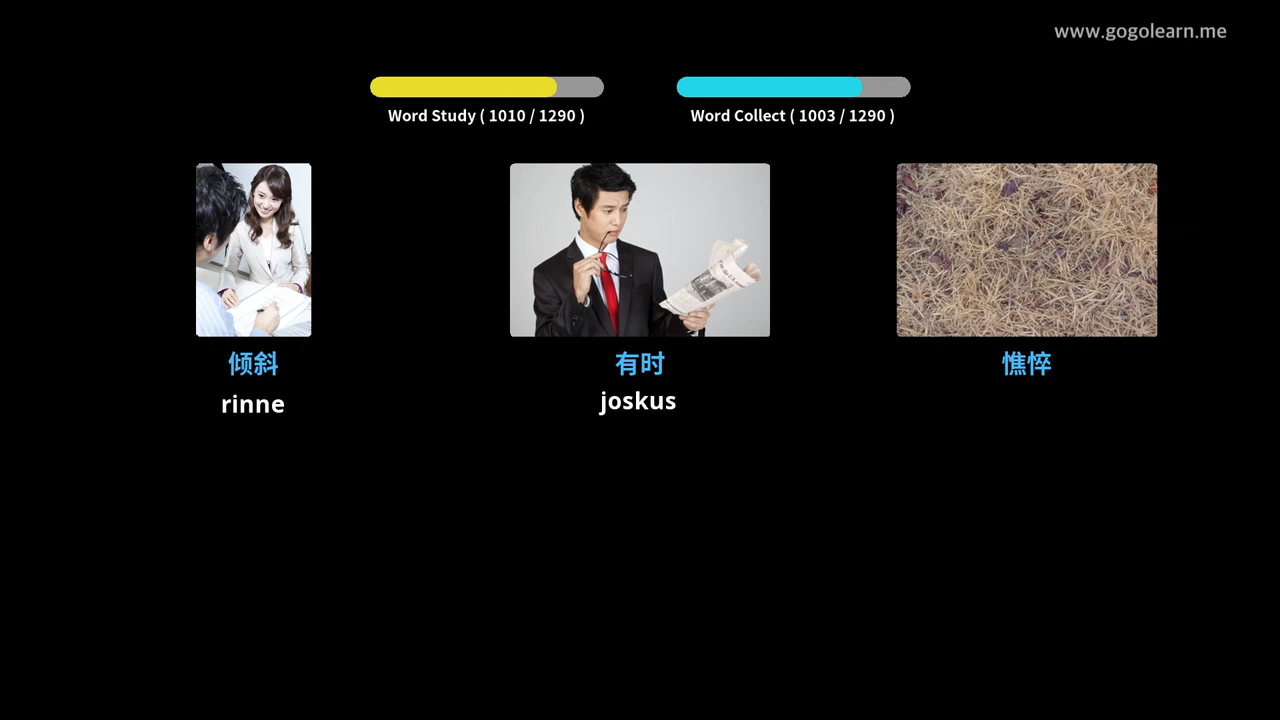 www.gogolearn.me
Word Study ( 1010 / 1290 )
Word Collect ( 1003 / 1290 )
倾斜
有时
憔悴
rinne
joskus